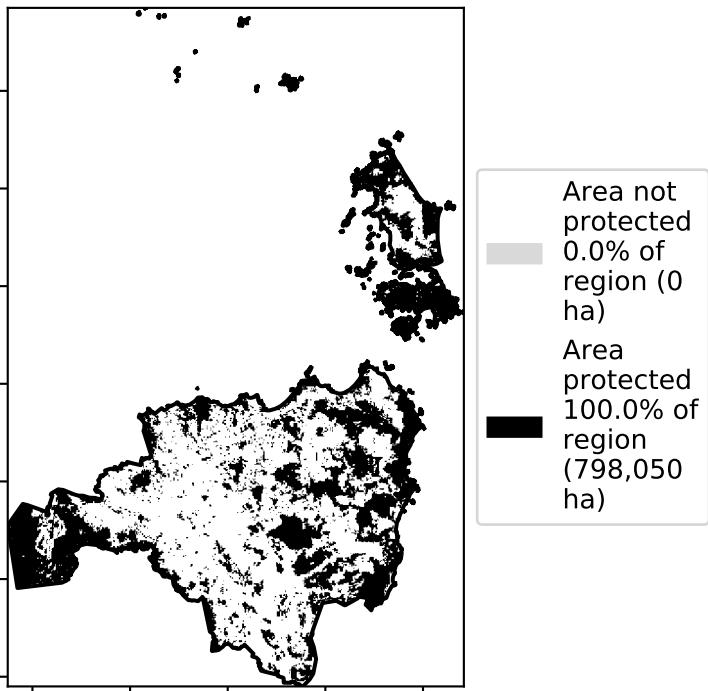 Area not
protected
0.0% of
region (0
ha)
Area
protected
100.0% of
region
(798,050
ha)